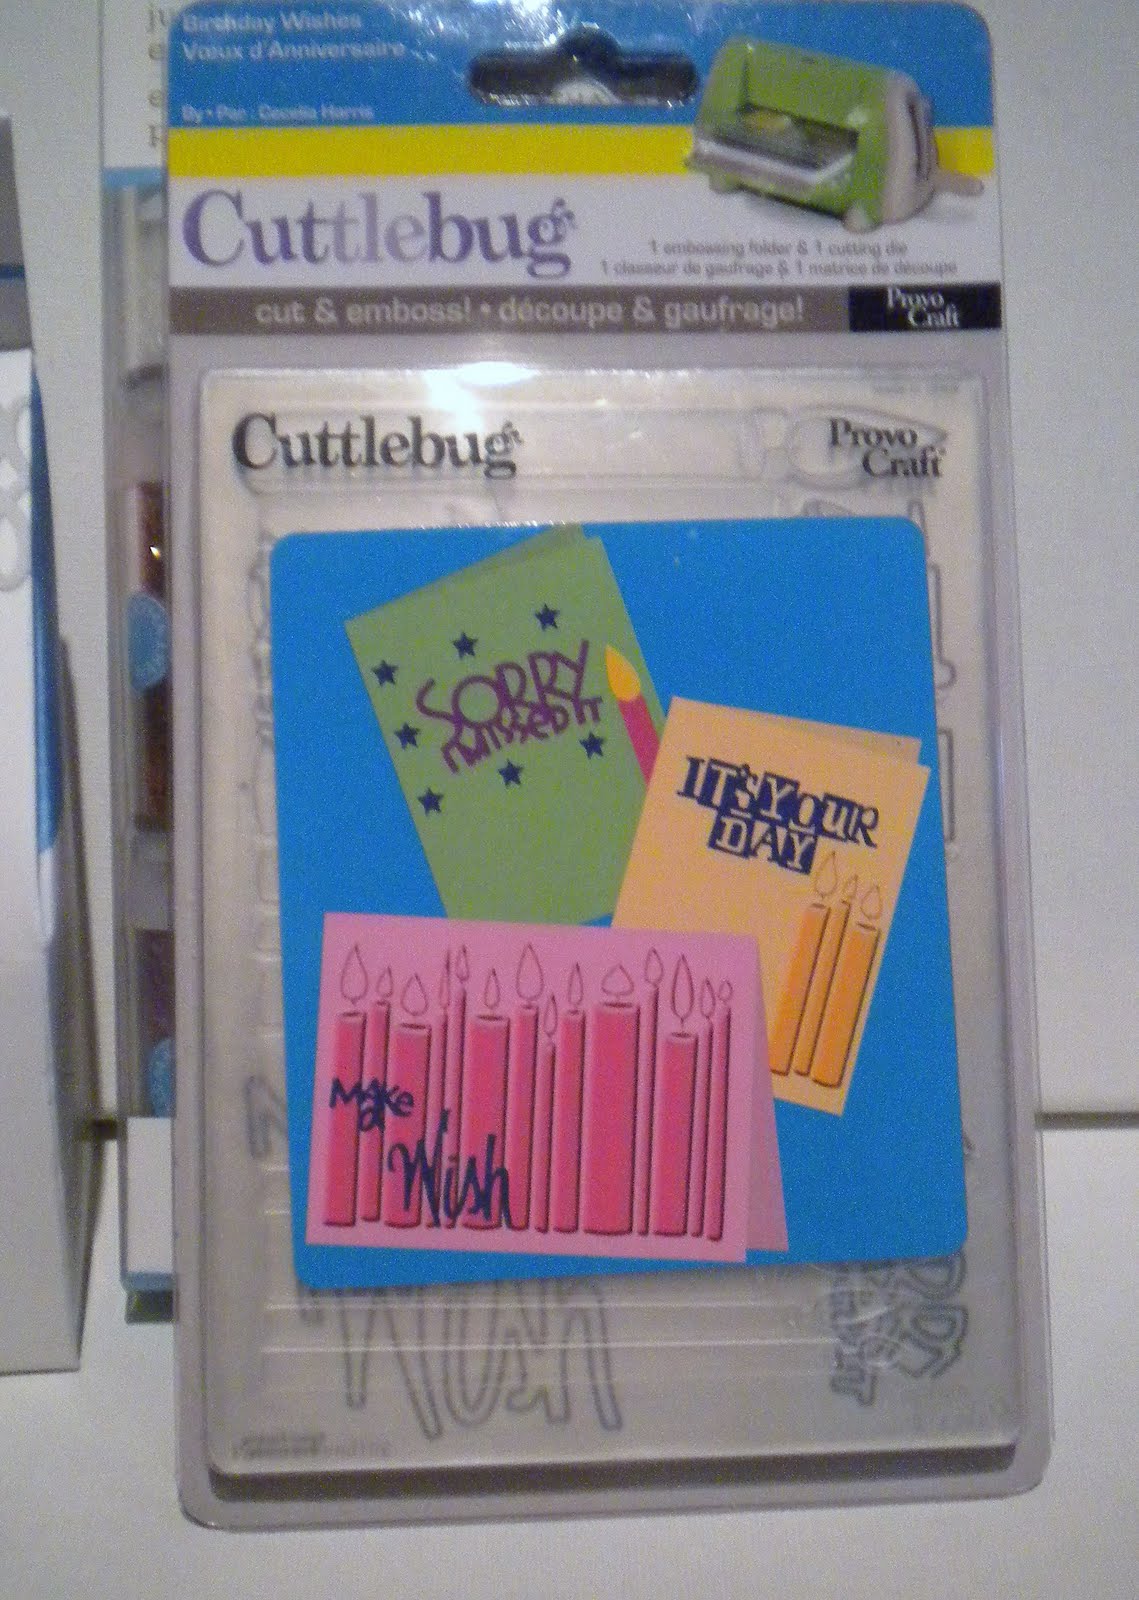 Birthday Wishes
Vœux d'Anniversaire
By • Par : Cecelia Harris
Cuttlebug
1 embossing folder & 1 cutting die
1 classeur de gaufrage & 1 matrice de découpe
cut & emboss! • découpe & gaufrage!
Provo
Craft
Cuttlebug
Provo
Craft
SORRY
i MISSED IT
IT'S YOUR
DAY
Make
a
Wish